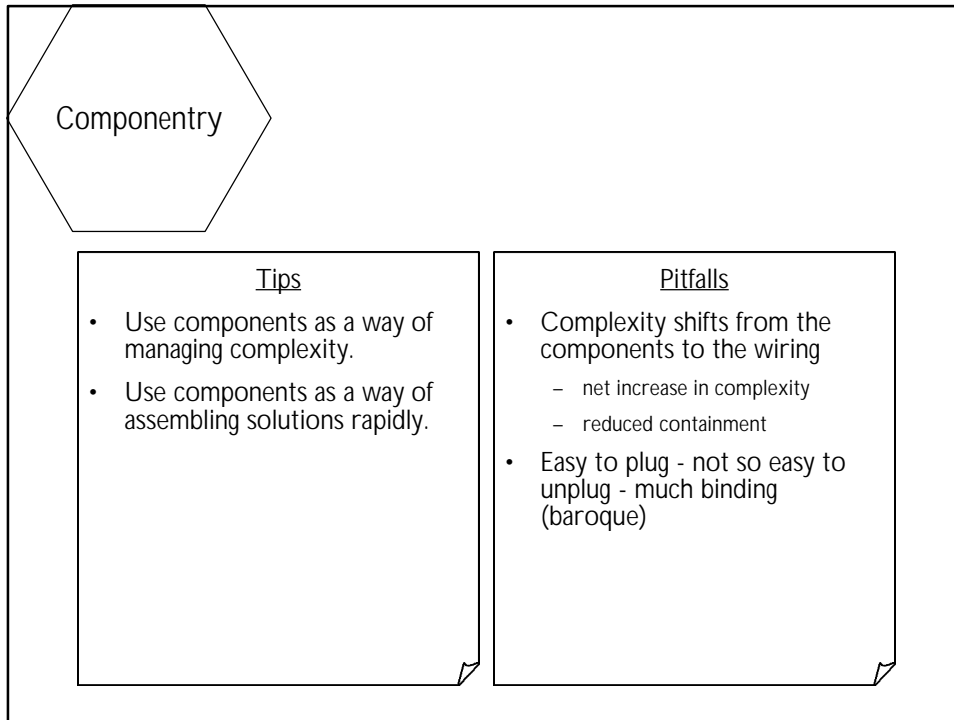 Componentry
Tips
• Use components as a way of
managing complexity.
• Use components as a way of
assembling solutions rapidly.
Pitfalls
• Complexity shifts from the
components to the wiring
– net increase in complexity
– reduced containment
• Easy to plug - not so easy to
unplug - much binding
(baroque)